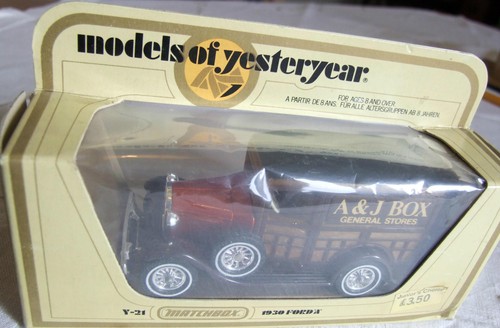 models of yesteryear®
FOR AGES 8 AND OVER.
A PARTIR DE 8 ANS. FÜR ALLE ALTERSGRUPPEN AB 8 JAHREN.
A & J BOX
GENERAL STORES
£3.50
Y-21 MATCHBOX 1930 FORD 'A'